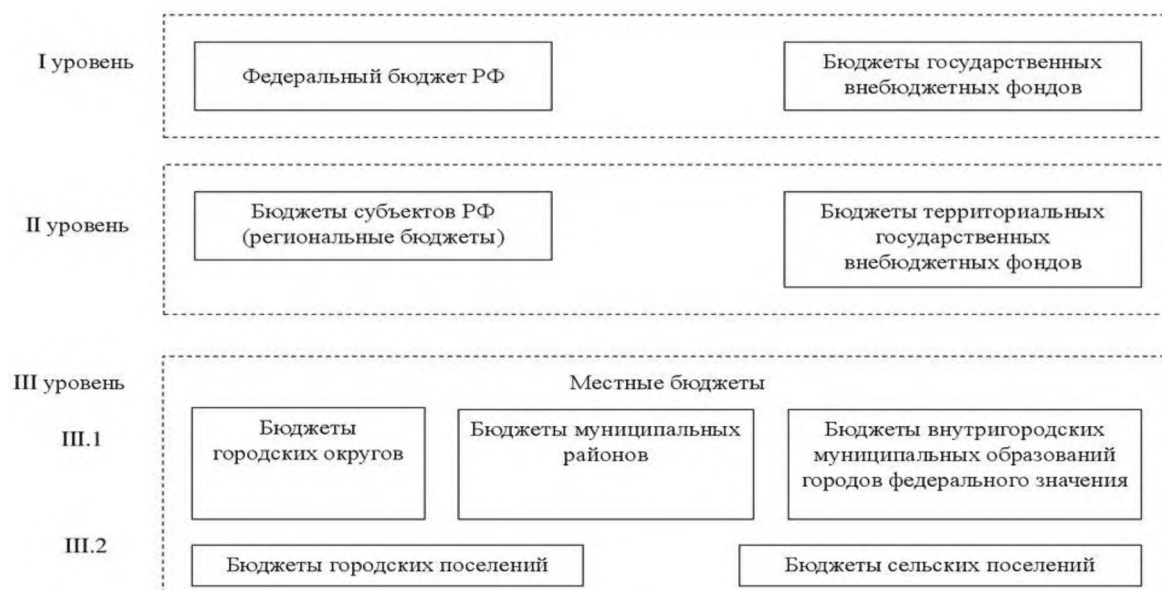 I уровень
Федеральный бюджет РФ
Бюджеты государственных
внебюджетных фондов
II уровень
Бюджеты субъектов РФ
(региональные бюджеты)
Бюджеты территориальных
государственных
внебюджетных фондов
III уровень
Местные бюджеты
III.1
Бюджеты
городских округов
Бюджеты муниципальных
районов
Бюджеты внутригородских
муниципальных образований
городов федерального значения
III.2
Бюджеты городских поселений
Бюджеты сельских поселений